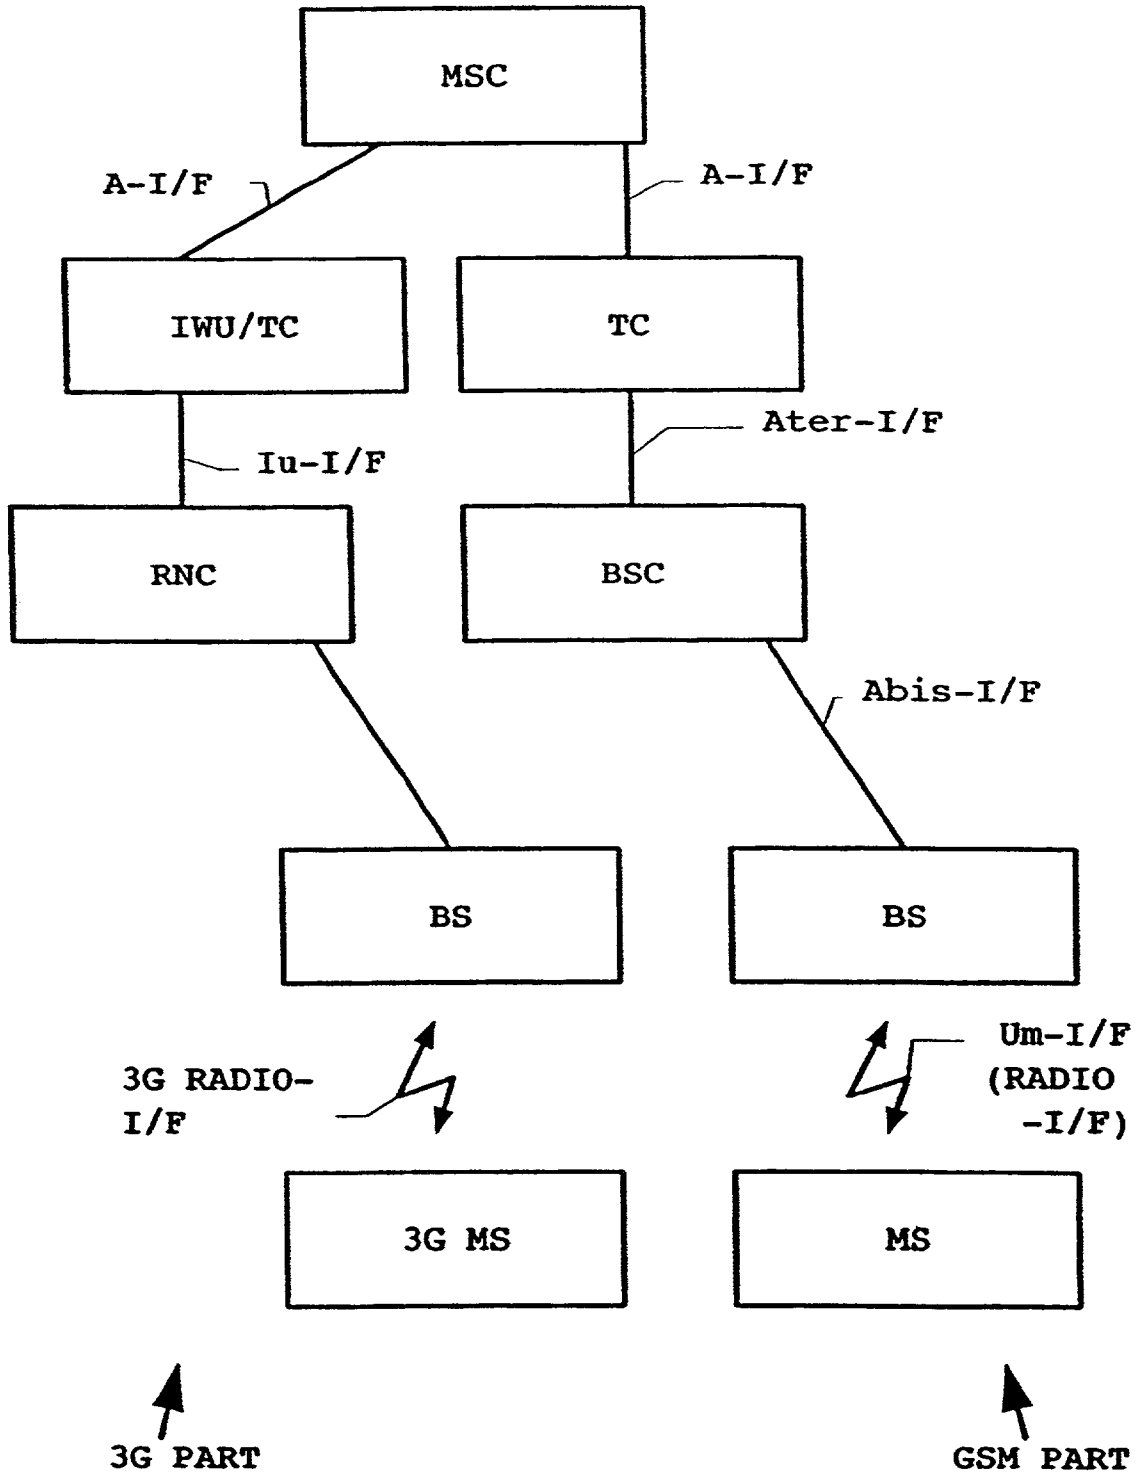 MSC
A-I/F
A-I/F
IWU/TC
TC
Ater-I/F
Iu-I/F
RNC
BSC
Abis-I/F
BS
BS
3G RADIO-
I/F
Um-I/F
(RADIO
-I/F)
3G MS
MS
3G PART
GSM PART